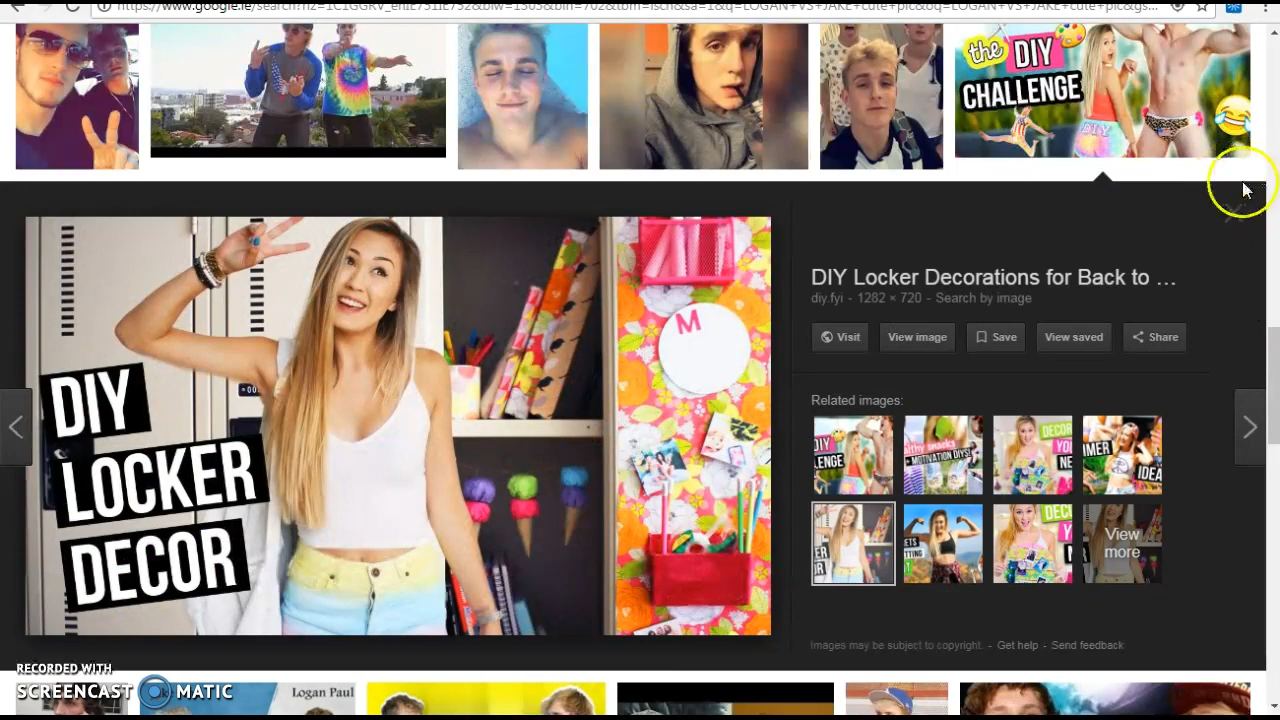 the DIY
CHALLENGE
DIY
DIY
LOCKER
DECOR
M
DIY Locker Decorations for Back to ...
diy.fyi - 1282 × 720 - Search by image
Visit
View image
Save
View saved
Share
Related images:
View
more
Images may be subject to copyright. - Get help - Send feedback
RECORDED WITH
SCREENCAST MATIC
Logan Paul